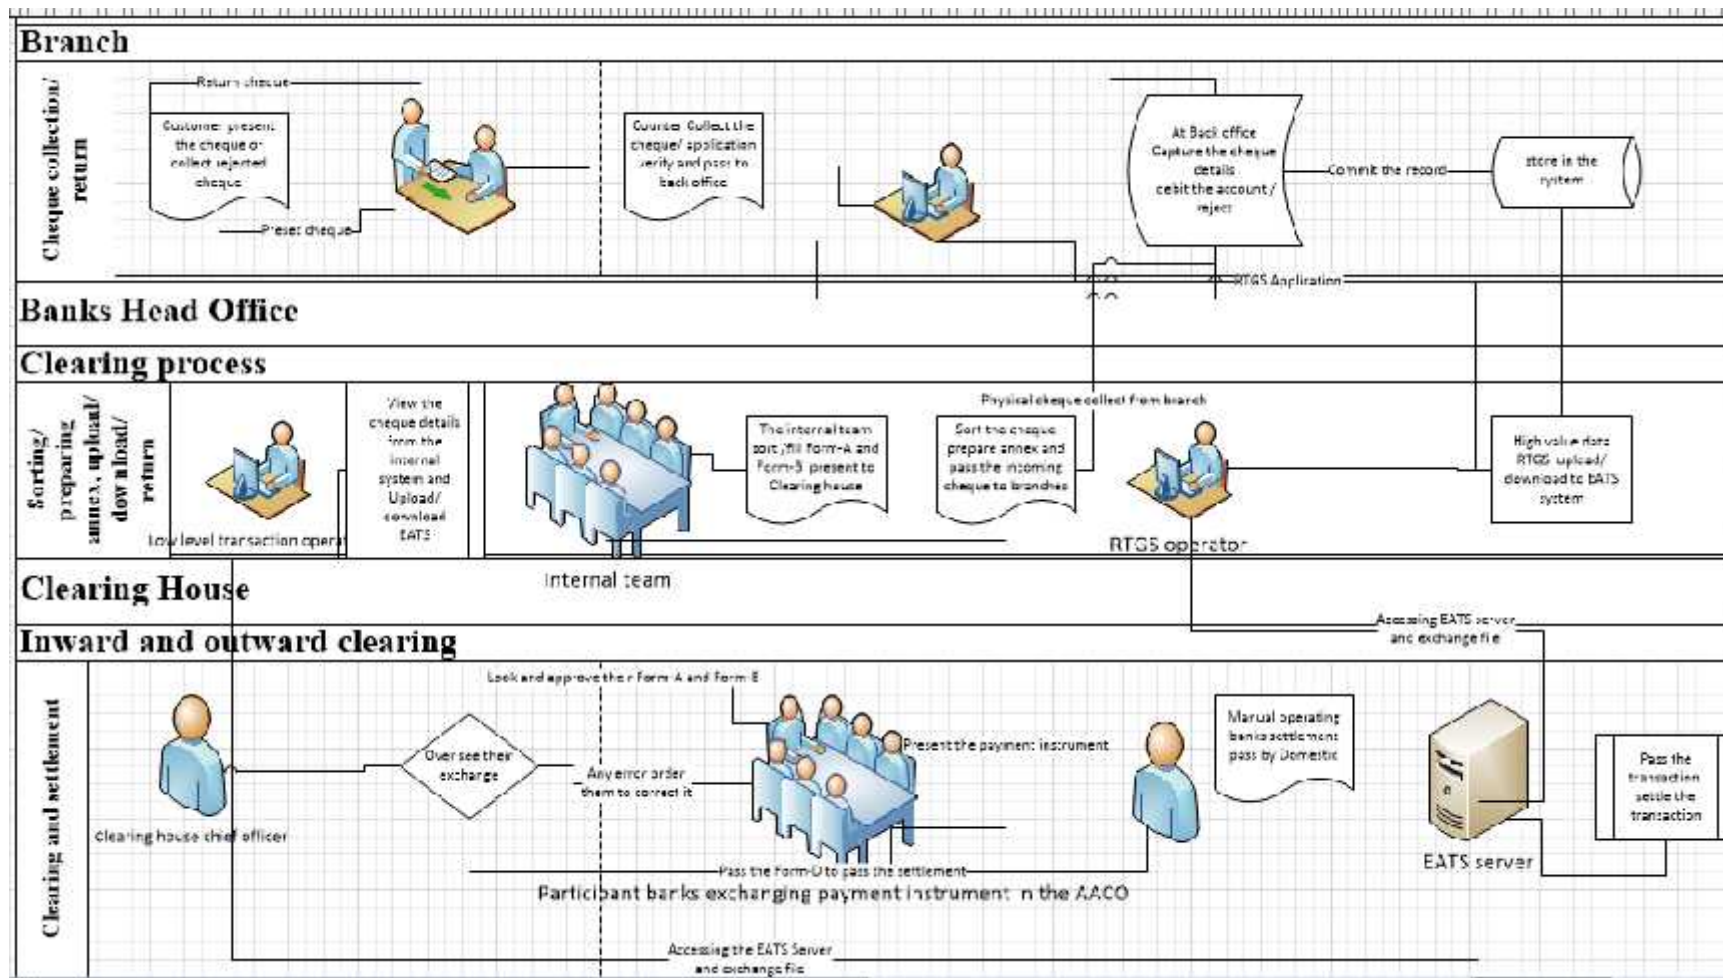 Branch
Cheque collection/
return
Return cheque
Customer present
the cheque or
collect rejected
cheque
Preset cheque
Counter Collect the
cheque/ application
verify and pass to
back office
At Back office
Capture the cheque
details
debit the account /
reject
Commit the record
store in the
system
RTGS Application
Banks Head Office
Clearing process
Sorting/
preparing
annex, upload/
download/
return
Low level transaction operat
View the
cheque details
from the
internal
system and
Upload/
download
EATS
Internal team
The internal team
sort /fill Form-A and
Form-B present to
Clearing house
Physical cheque collect from branch
Sort the cheque
prepare annex and
pass the incoming
cheque to branches
RTGS operator
High value data
RTGS upload/
download to EATS
system
Clearing House
Accessing EATS server
and exchange file
Inward and outward clearing
Clearing and settlement
Clearing house chief officer
Over see their
exchange
Look and approve their Form-A and Form-B
Any error order
them to correct it
Present the payment instrument
Manual operating
banks settlement
pass by Domestic
Pass the
transaction
settle the
transaction
EATS server
Pass the Form-D to pass the settlement
Participant banks exchanging payment instrument in the AACO
Accessing the EATS Server
and exchange file